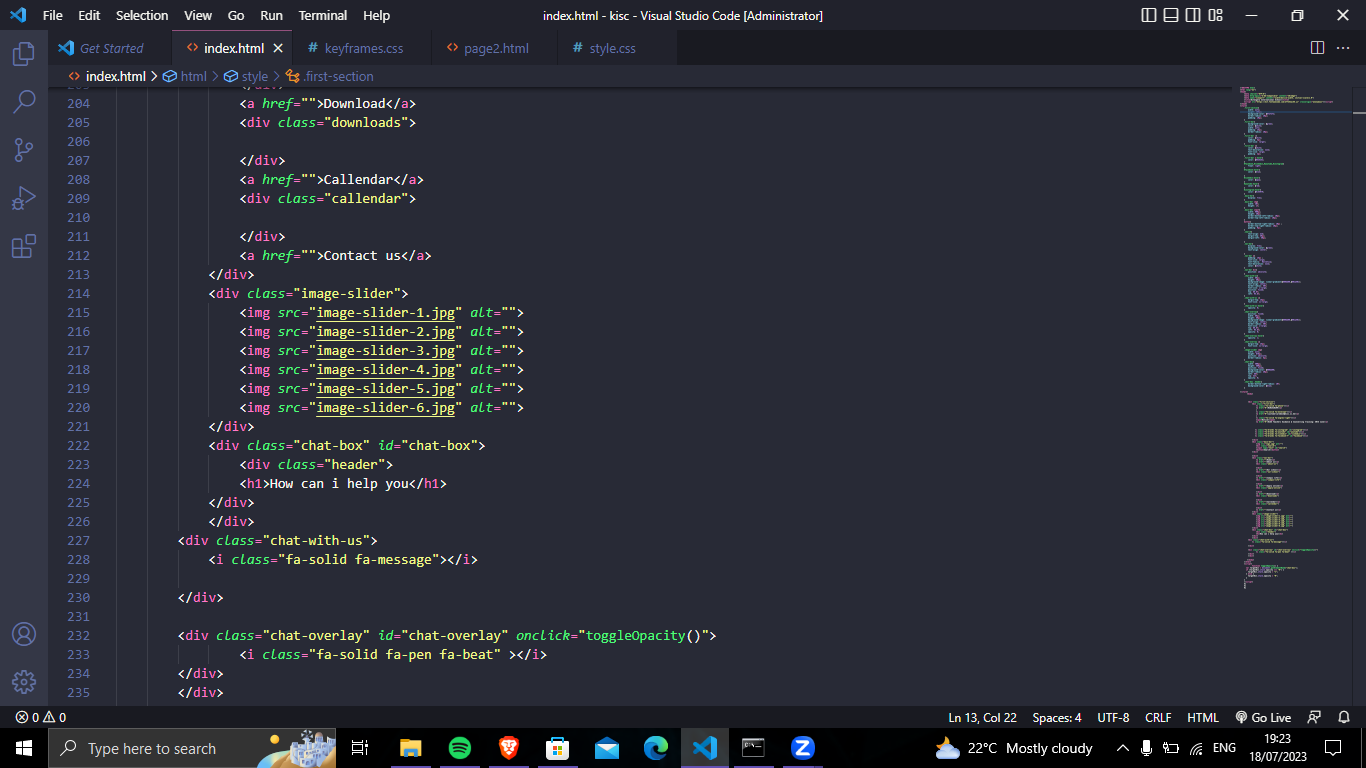 File Edit Selection View Go Run Terminal Help index.html - kisc - Visual Studio Code [Administrator]
Get Started index.html keyframes.css page2.html style.css
index.html > html > style > .first-section
204 <a href="">Download</a>
205 <div class="downloads">
206
207 </div>
208 <a href="">Callendar</a>
209 <div class="callendar">
210
211 </div>
212 <a href="">Contact us</a>
213 </div>
214 <div class="image-slider">
215 <img src="image-slider-1.jpg" alt="">
216 <img src="image-slider-2.jpg" alt="">
217 <img src="image-slider-3.jpg" alt="">
218 <img src="image-slider-4.jpg" alt="">
219 <img src="image-slider-5.jpg" alt="">
220 <img src="image-slider-6.jpg" alt="">
221 </div>
222 <div class="chat-box" id="chat-box">
223 <div class="header">
224 <h1>How can i help you</h1>
225 </div>
226 </div>
227 <div class="chat-with-us">
228 <i class="fa-solid fa-message"></i>
229
230 </div>
231
232 <div class="chat-overlay" id="chat-overlay" onclick="toggleOpacity()">
233 <i class="fa-solid fa-pen fa-beat" ></i>
234 </div>
235 </div>
0 0 Ln 13, Col 22 Spaces: 4 UTF-8 CRLF HTML Go Live
Type here to search 22°C Mostly cloudy ENG 19:23
18/07/2023